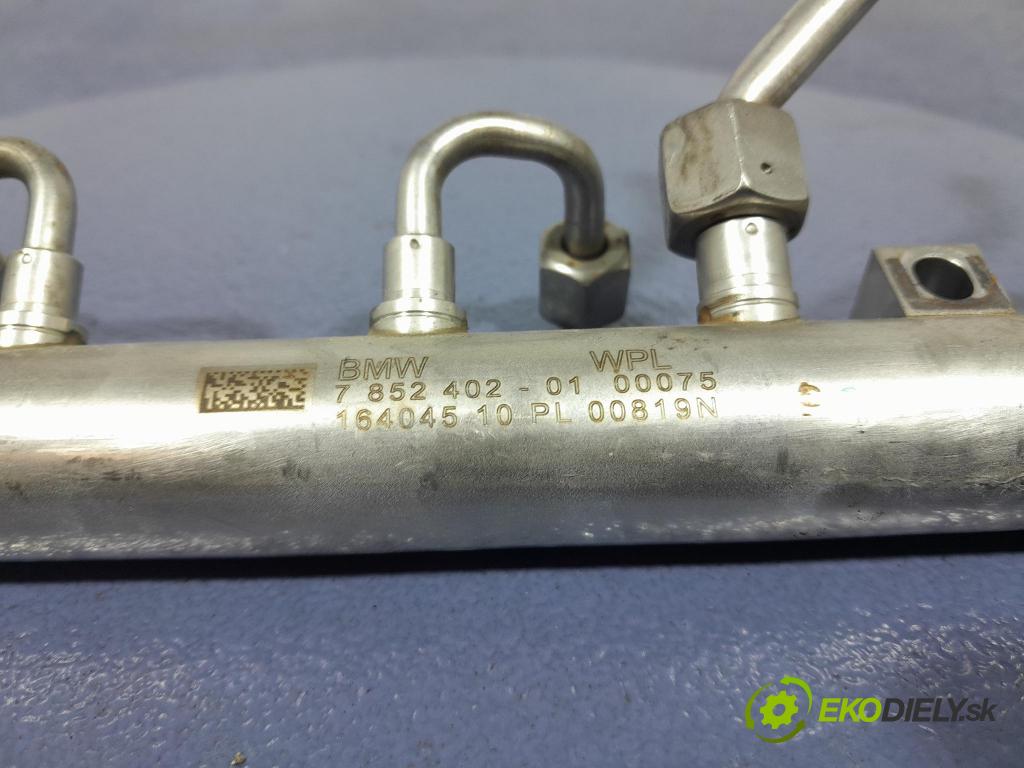 BMW WPL
7 852 402 - 01 00075
164045 10 PL 00819N
EKODIELY.sk